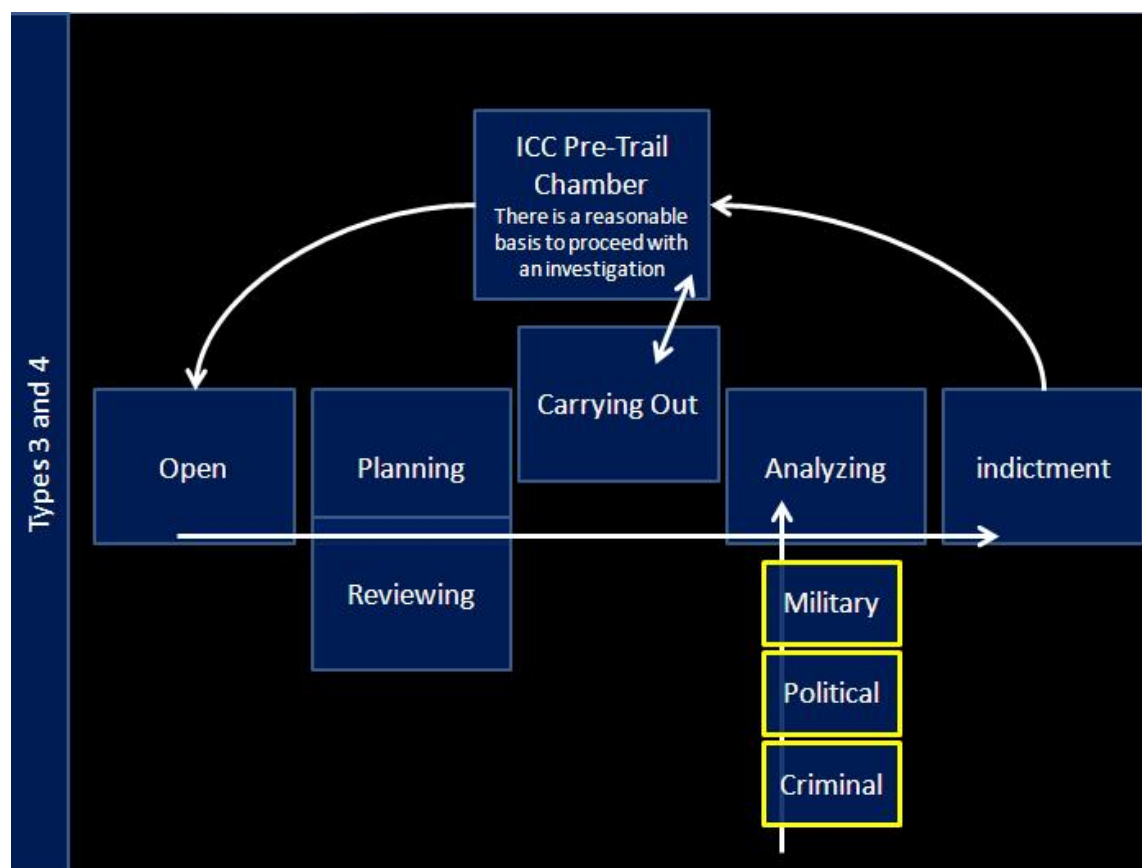 Types 3 and 4
ICC Pre-Trail
Chamber
There is a reasonable
basis to proceed with
an investigation
Carrying Out
Open
Planning
Analyzing
indictment
Reviewing
Military
Political
Criminal